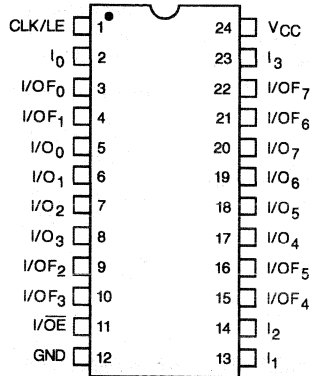 CLK/LE 1 24 VCC
I0 2 23 I3
I/OF0 3 22 I/OF7
I/OF1 4 21 I/OF6
I/O0 5 20 I/O7
I/O1 6 19 I/O6
I/O2 7 18 I/O5
I/O3 8 17 I/O4
I/OF2 9 16 I/OF5
I/OF3 10 15 I/OF4
I/O̅E̅ 11 14 I2
GND 12 13 I1